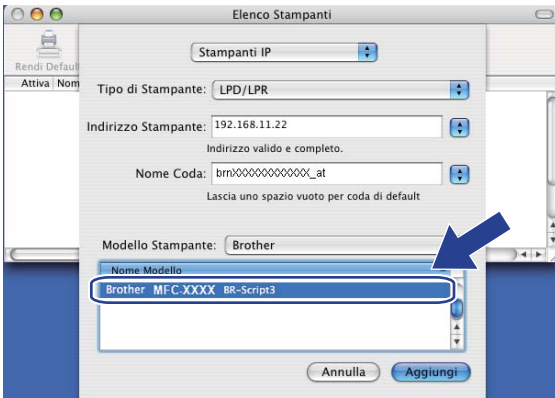 Elenco Stampanti
Stampanti IP
Rendi Default
Attiva Nom
Tipo di Stampante: LPD/LPR
Indirizzo Stampante: 192.168.11.22
Indirizzo valido e completo.
Nome Coda: brnXXXXXXXXXXXX_at
Lascia uno spazio vuoto per coda di default
Modello Stampante: Brother
Nome Modello
Brother MFC-XXXX BR-Script3
Annulla Aggiungi